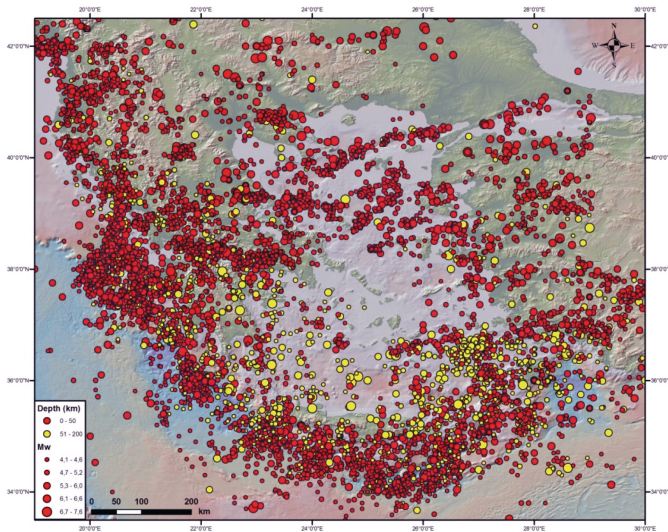 20°0'0"E 22°0'0"E 24°0'0"E 26°0'0"E 28°0'0"E 30°0'0"E
N
W E
S
42°0'0"N 42°0'0"N
40°0'0"N 40°0'0"N
38°0'0"N 38°0'0"N
36°0'0"N 36°0'0"N
34°0'0"N 34°0'0"N
Depth (km)
0 - 50
51 - 200
Mw
4,1 - 4,6
4,7 - 5,2
5,3 - 6,0
6,1 - 6,6
6,7 - 7,6
0 50 100 200
km
20°0'0"E 22°0'0"E 24°0'0"E 26°0'0"E 28°0'0"E 30°0'0"E